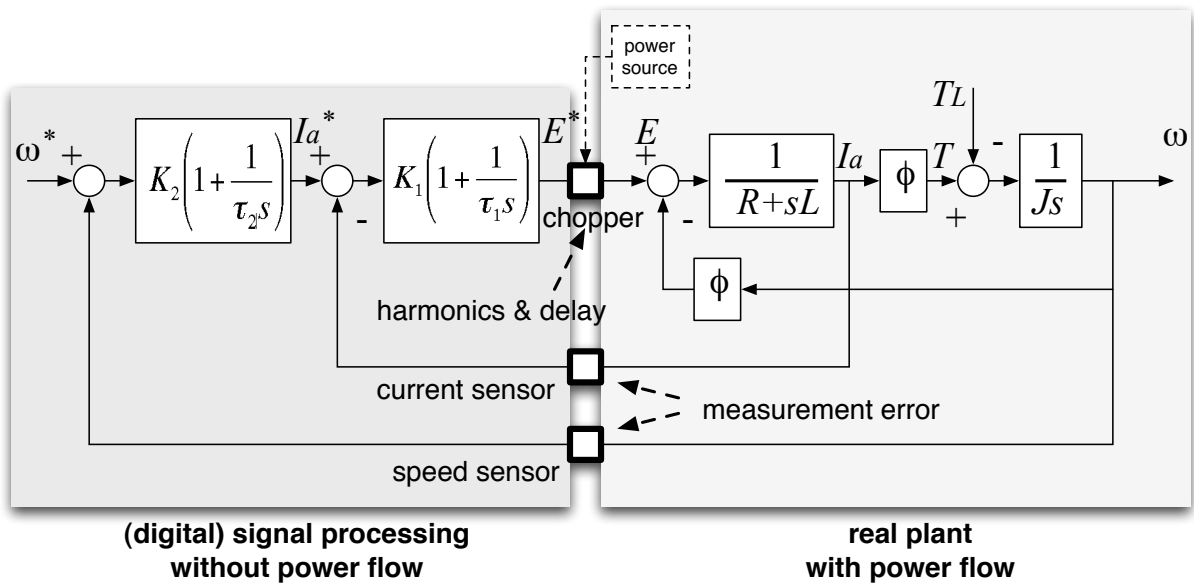 power
source
ω* +
K₂(1+1/τ₂s)
Ia*
+
-
K₁(1+1/τ₁s)
E*
chopper
E
+
-
1/(R+sL)
Ia
ϕ
T
TL
-
+
1/Js
ω
ϕ
harmonics & delay
current sensor
measurement error
speed sensor
(digital) signal processing
without power flow
real plant
with power flow